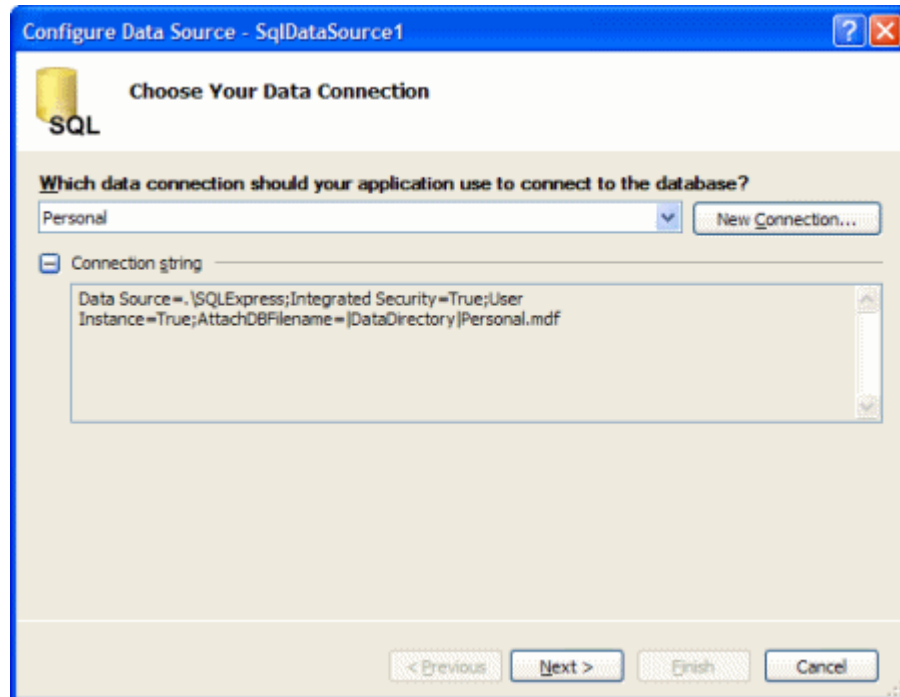 Configure Data Source - SqlDataSource1
SQL
Choose Your Data Connection
Which data connection should your application use to connect to the database?
Personal
New Connection...
Connection string
Data Source=.\SQLExpress;Integrated Security=True;User
Instance=True;AttachDBFilename=|DataDirectory|Personal.mdf
< Previous
Next >
Finish
Cancel